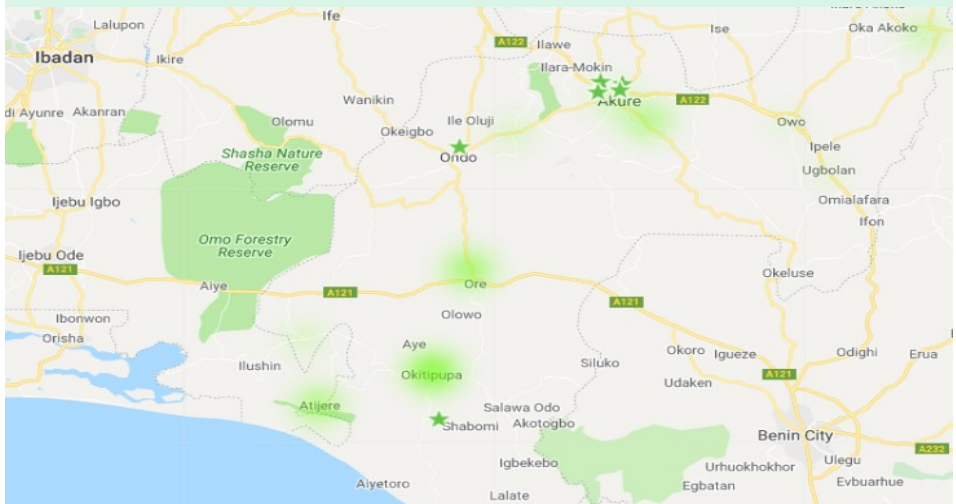 Ife
Lalupon
A122
Ilawe
Ise
Oka Akoko
Ibadan
Ikire
Ilara-Mokin
Wanikin
Akure
A122
di Ayunre
Akanran
Olomu
Okeigbo
Ile Oluji
Owo
Ipele
Shasha Nature
Reserve
Ondo
Ugbolan
Omialafara
Ijebu Igbo
Ifon
Omo Forestry
Reserve
Ijebu Ode
A121
Aiye
A121
Ore
Okeluse
A121
Ibonwon
Olowo
Orisha
Aye
Okoro
Igueze
Odighi
Erua
Ilushin
Okitipupa
Siluko
A121
Udaken
Atijere
Salawa Odo
Shabomi
Akotogbo
Benin City
A232
Igbekebo
Urhuokhokhor
Ulegu
Aiyetoro
Lalate
Egbatan
Evbuarhue